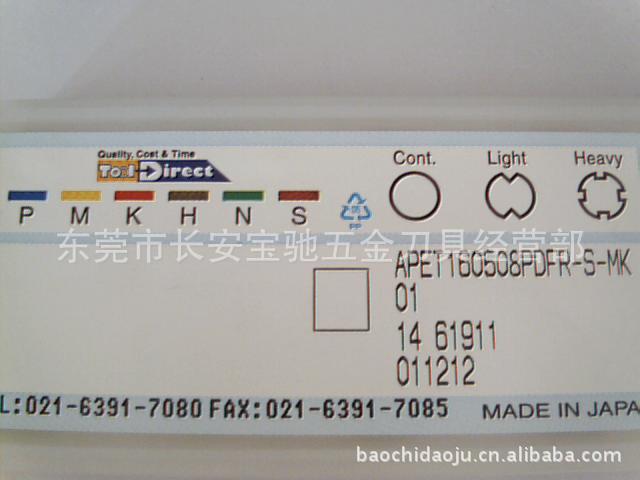 Quality, Cost & Time
Tool Direct
Cont. Light Heavy
P M K H N S
PP
东莞市长安宝驰五金刀具经营部
APET160508PDFR-S-MK
01
14 61911
011212
L:021-6391-7080 FAX:021-6391-7085 MADE IN JAPA
baochidaoju.cn.alibaba.com